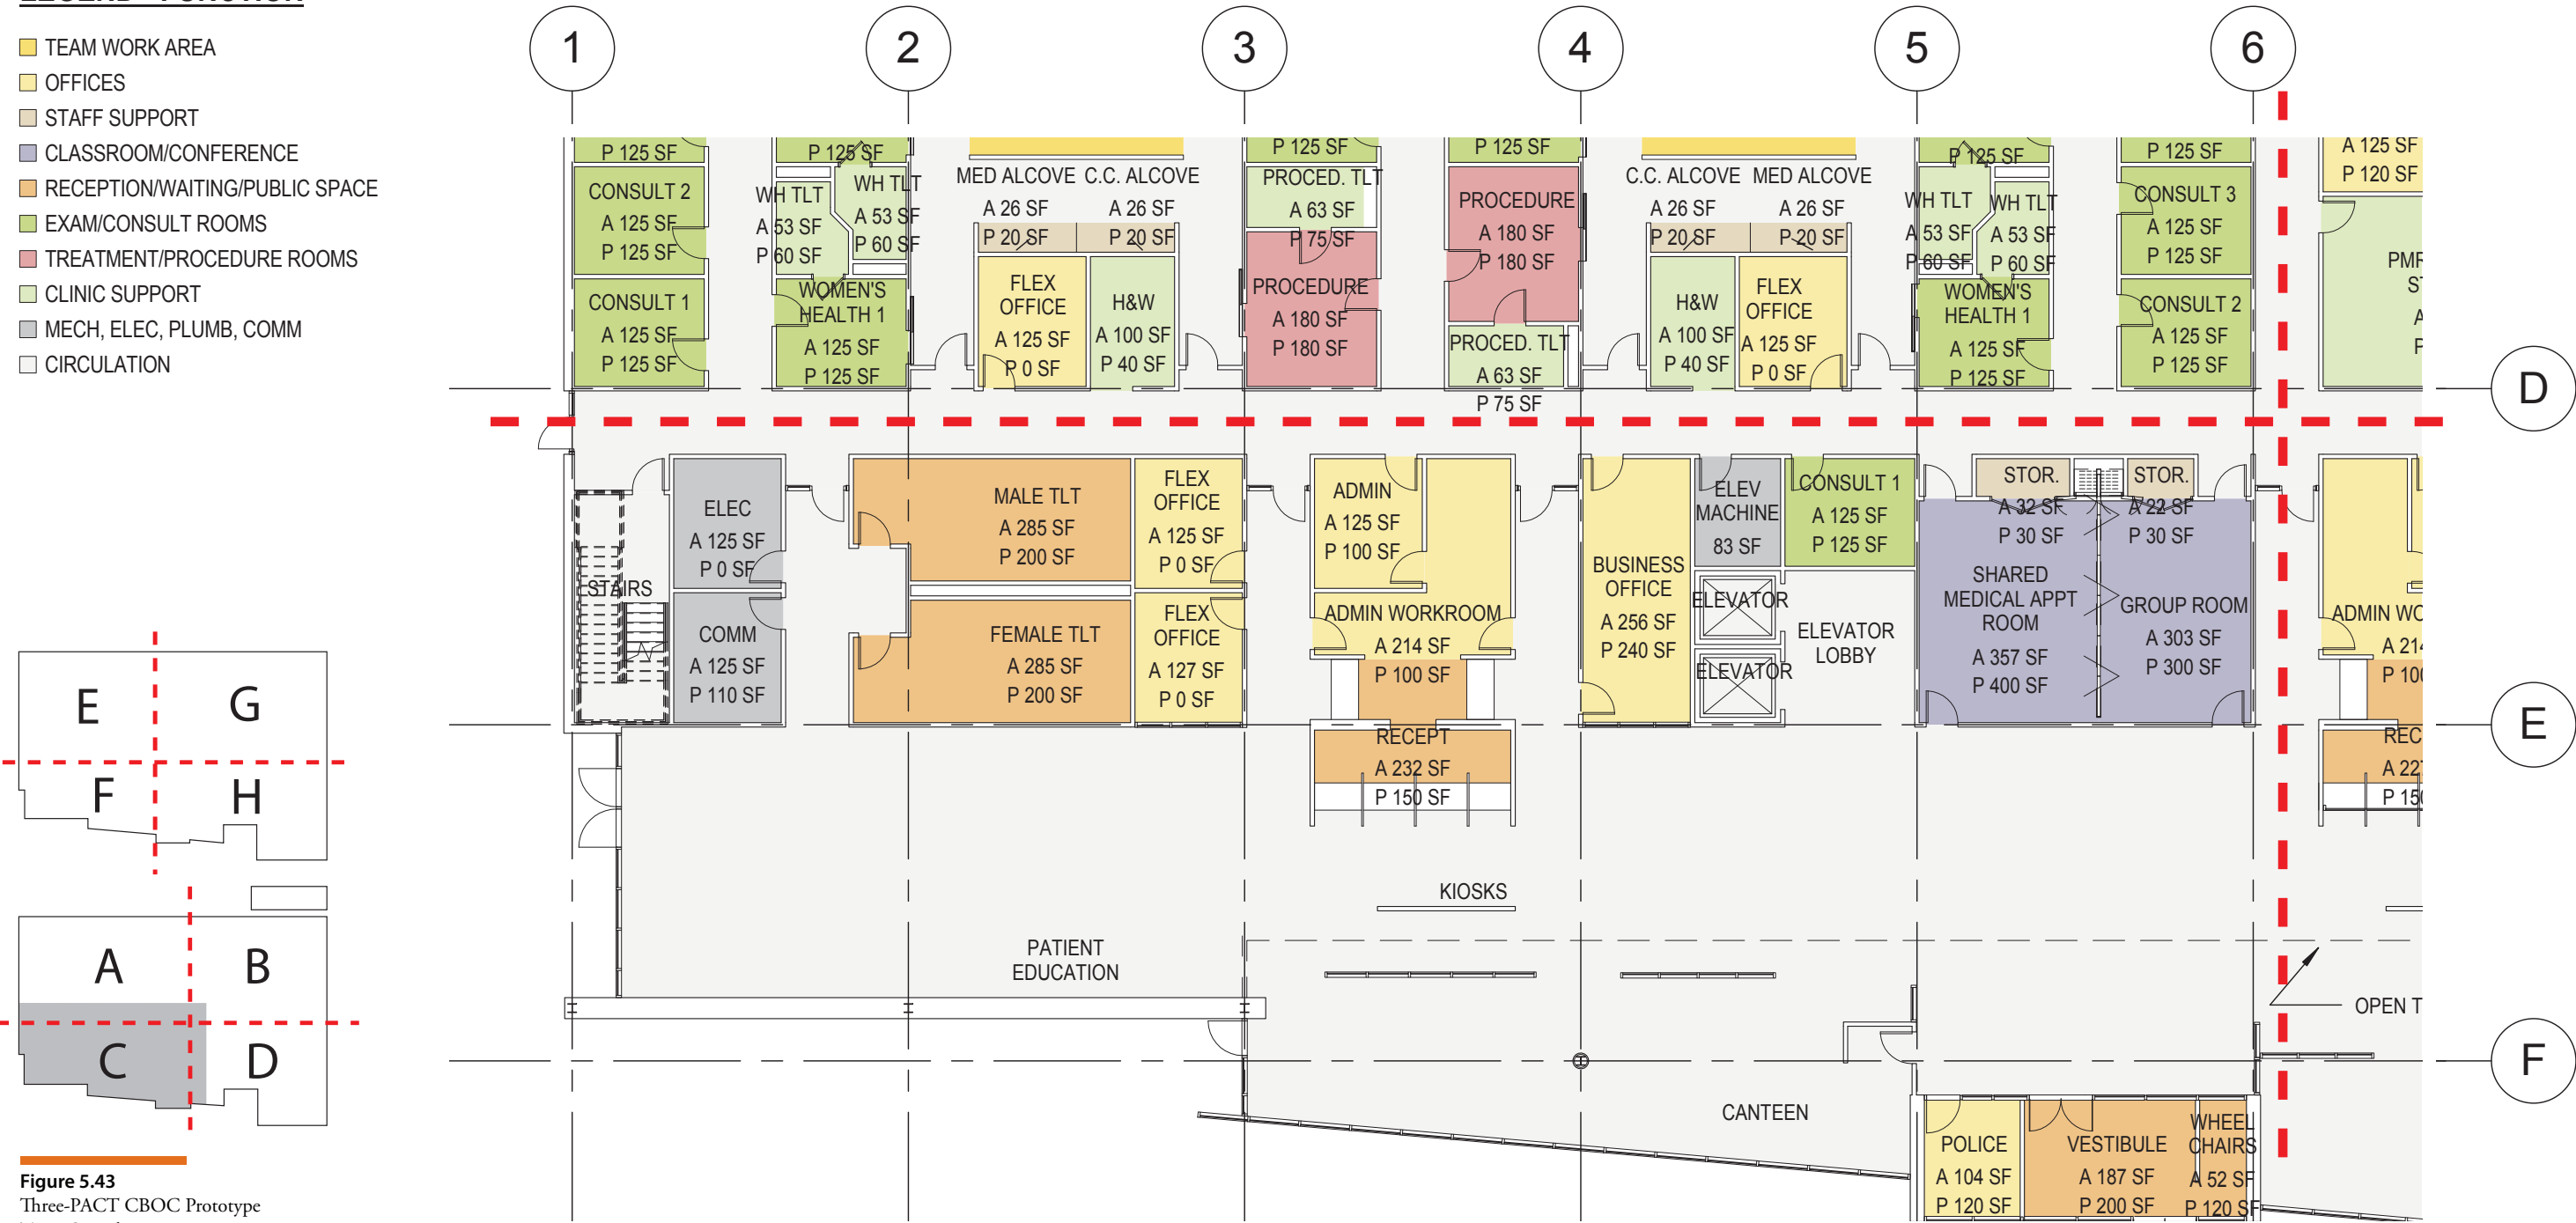 LEGEND - FUNCTION
TEAM WORK AREA
OFFICES
STAFF SUPPORT
CLASSROOM/CONFERENCE
RECEPTION/WAITING/PUBLIC SPACE
EXAM/CONSULT ROOMS
TREATMENT/PROCEDURE ROOMS
CLINIC SUPPORT
MECH, ELEC, PLUMB, COMM
CIRCULATION
1
2
3
4
5
6
P 125 SF
CONSULT 2
A 125 SF
P 125 SF
CONSULT 1
A 125 SF
P 125 SF
P 125 SF
WH TLT
A 53 SF
P 60 SF
WH TLT
A 53 SF
P 60 SF
WOMEN'S
HEALTH 1
A 125 SF
P 125 SF
MED ALCOVE
A 26 SF
P 20 SF
C.C. ALCOVE
A 26 SF
P 20 SF
FLEX
OFFICE
A 125 SF
P 0 SF
H&W
A 100 SF
P 40 SF
P 125 SF
PROCED. TLT
A 63 SF
P 75 SF
PROCEDURE
A 180 SF
P 180 SF
P 125 SF
PROCEDURE
A 180 SF
P 180 SF
PROCED. TLT
A 63 SF
P 75 SF
C.C. ALCOVE
A 26 SF
P 20 SF
MED ALCOVE
A 26 SF
P 20 SF
H&W
A 100 SF
P 40 SF
FLEX
OFFICE
A 125 SF
P 0 SF
P 125 SF
WH TLT
A 53 SF
P 60 SF
WH TLT
A 53 SF
P 60 SF
WOMEN'S
HEALTH 1
A 125 SF
P 125 SF
P 125 SF
CONSULT 3
A 125 SF
P 125 SF
CONSULT 2
A 125 SF
P 125 SF
A 125 SF
P 120 SF
D
STAIRS
ELEC
A 125 SF
P 0 SF
COMM
A 125 SF
P 110 SF
MALE TLT
A 285 SF
P 200 SF
FEMALE TLT
A 285 SF
P 200 SF
FLEX
OFFICE
A 125 SF
P 0 SF
FLEX
OFFICE
A 127 SF
P 0 SF
ADMIN
A 125 SF
P 100 SF
ADMIN WORKROOM
A 214 SF
P 100 SF
RECEPT
A 232 SF
P 150 SF
BUSINESS
OFFICE
A 256 SF
P 240 SF
ELEV
MACHINE
83 SF
ELEVATOR
ELEVATOR
CONSULT 1
A 125 SF
P 125 SF
ELEVATOR
LOBBY
STOR.
A 32 SF
P 30 SF
STOR.
A 22 SF
P 30 SF
SHARED
MEDICAL APPT
ROOM
A 357 SF
P 400 SF
GROUP ROOM
A 303 SF
P 300 SF
ADMIN WO
A 214
P 100
REC
A 227
P 150
E
KIOSKS
PATIENT
EDUCATION
OPEN T
CANTEEN
F
POLICE
A 104 SF
P 120 SF
VESTIBULE
A 187 SF
P 200 SF
WHEEL
CHAIRS
A 52 SF
P 120 SF
E
G
F
H
A
B
C
D
Figure 5.43
Three-PACT CBOC Prototype